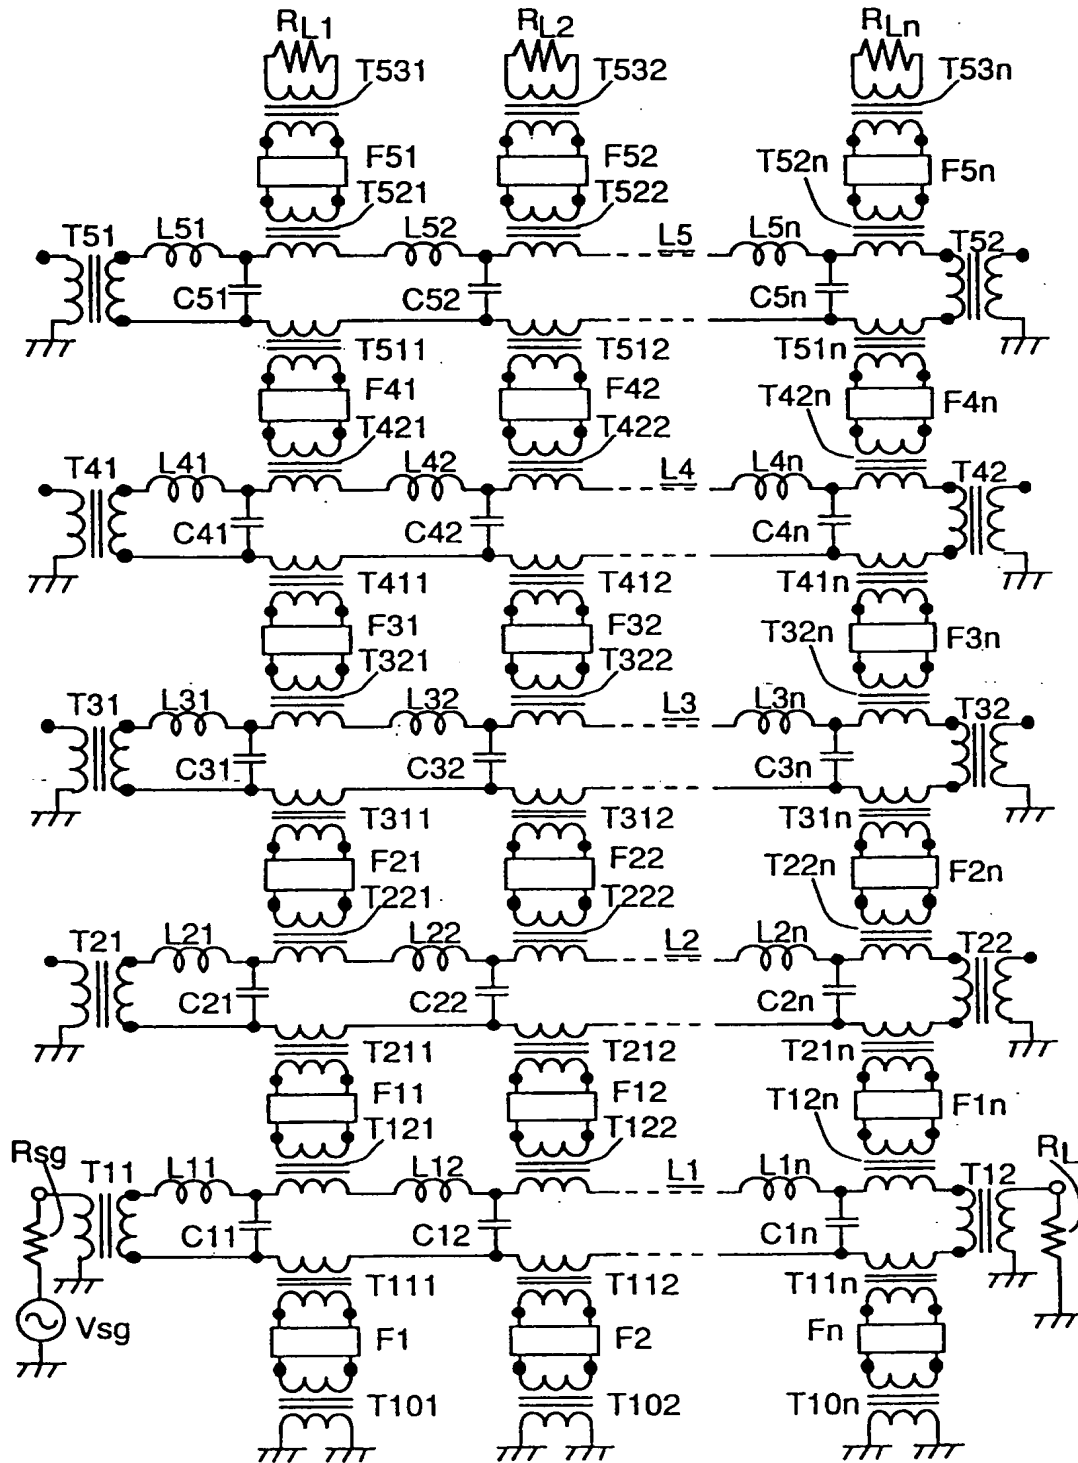 RL1 RL2 RLn
T531 T532 T53n
F51 F52 T52n F5n
T521 T522
T51 L51 L52 L5 L5n T52
C51 C52 C5n
T511 T512 T51n
F41 F42 T42n F4n
T421 T422
T41 L41 L42 L4 L4n T42
C41 C42 C4n
T411 T412 T41n
F31 F32 T32n F3n
T321 T322
T31 L31 L32 L3 L3n T32
C31 C32 C3n
T311 T312 T31n
F21 F22 T22n F2n
T221 T222
T21 L21 L22 L2 L2n T22
C21 C22 C2n
T211 T212 T21n
F11 F12 T12n F1n
T121 T122
Rsg T11 L11 L12 L1 L1n T12 RL
C11 C12 C1n
T111 T112 T11n
Vsg F1 F2 Fn
T101 T102 T10n